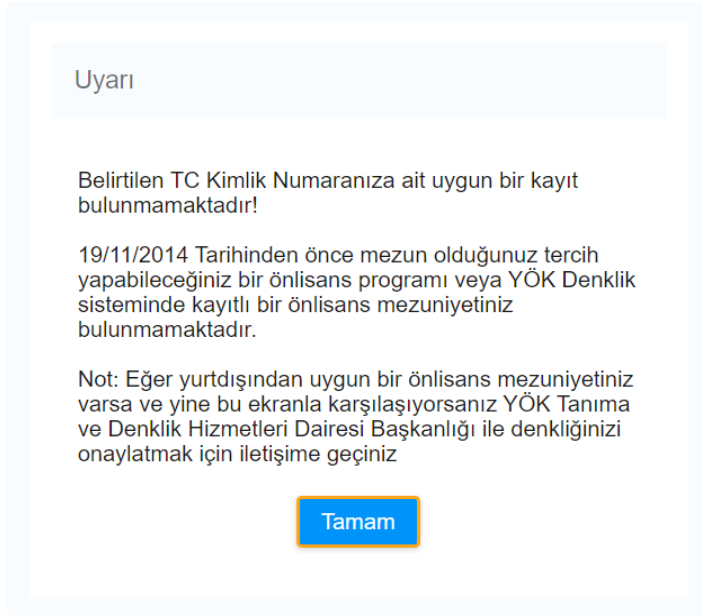 Uyarı
Belirtilen TC Kimlik Numaranıza ait uygun bir kayıt
bulunmamaktadır!
19/11/2014 Tarihinden önce mezun olduğunuz tercih
yapabileceğiniz bir önlisans programı veya YÖK Denklik
sisteminde kayıtlı bir önlisans mezuniyetiniz
bulunmamaktadır.
Not: Eğer yurtdışından uygun bir önlisans mezuniyetiniz
varsa ve yine bu ekranla karşılaşıyorsanız YÖK Tanıma
ve Denklik Hizmetleri Dairesi Başkanlığı ile denkliğinizi
onaylatmak için iletişime geçiniz
Tamam